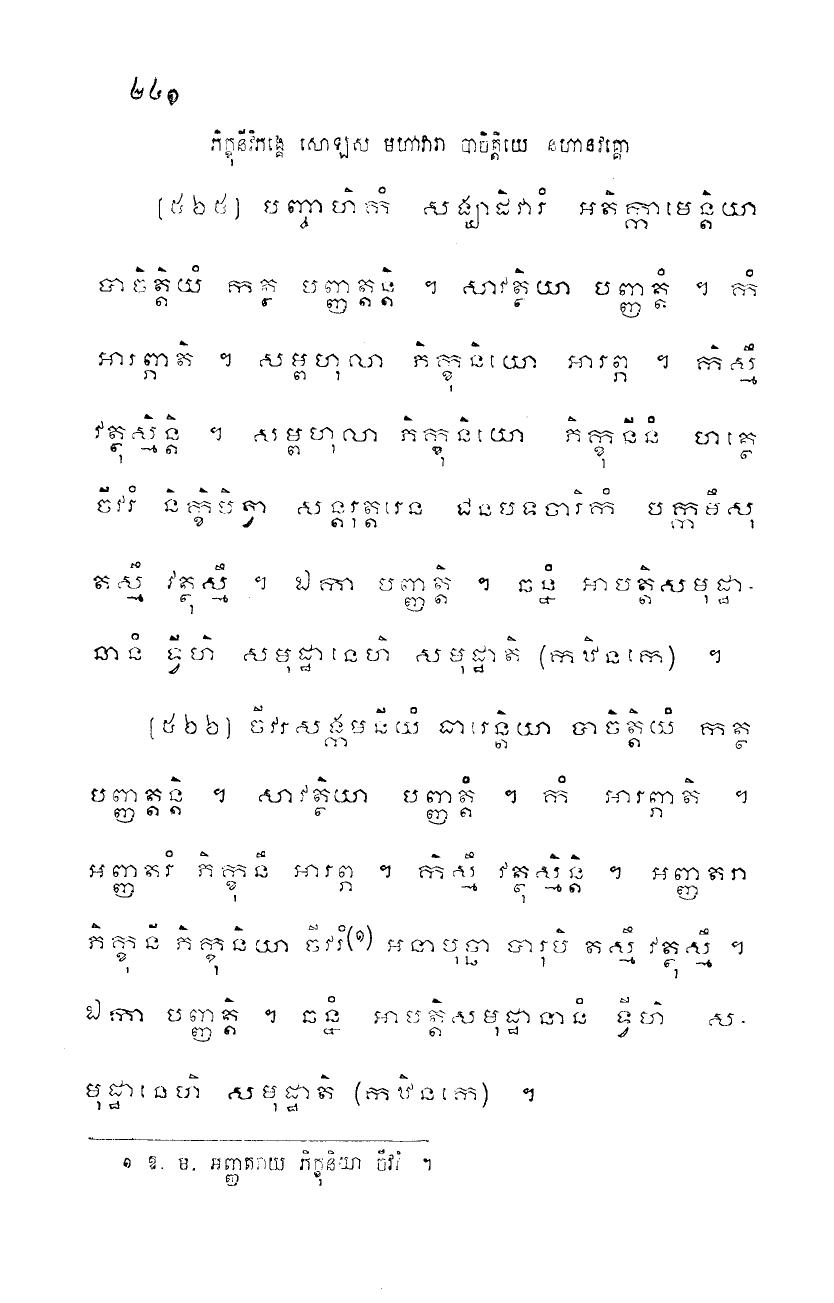 ២៤១
ភិក្ខុនីវិភង្គេ សោឡស មហាវារា បាចិត្តិយេ នហានវគ្គោ
[៥៦៥] បញ្ចាហិកំ សង្ឃាដិវារំ អតិក្កាមេន្តិយា
បាចិត្តិយំ កត្ថ បញ្ញត្តន្តិ ។ សាវត្ថិយា បញ្ញត្តំ ។ កំ
អារព្ភាតិ ។ សម្ពហុលា ភិក្ខុនិយោ អារព្ភ ។ កិស្មឹ
វត្ថុស្មិន្តិ ។ សម្ពហុលា ភិក្ខុនិយោ ភិក្ខុនីនំ ហត្ថេ
ចីវរំ និក្ខិបិត្វា សន្តរុត្តរេន ជនបទចារិកំ បក្កមឹសុ
តស្មឹ វត្ថុស្មឹ ។ ឯកា បញ្ញត្តិ ។ ឆន្នំ អាបត្តិសមុដ្ឋា-
នានំ ទ្វីហិ សមុដ្ឋានេហិ សមុដ្ឋាតិ (កឋិនកេ) ។
[៥៦៦] ចីវរសង្កមនីយំ ធារេន្តិយា បាចិត្តិយំ កត្ថ
បញ្ញត្តន្តិ ។ សាវត្ថិយា បញ្ញត្តំ ។ កំ អារព្ភាតិ ។
អញ្ញតរំ ភិក្ខុនឹ អារព្ភ ។ កិស្មឹ វត្ថុស្មិន្តិ ។ អញ្ញតរា
ភិក្ខុនី ភិក្ខុនិយា ចីវរំ(១) អនាបុច្ឆា បារុបិ តស្មឹ វត្ថុស្មឹ ។
ឯកា បញ្ញត្តិ ។ ឆន្នំ អាបត្តិសមុដ្ឋានានំ ទ្វីហិ ស-
មុដ្ឋានេហិ សមុដ្ឋាតិ (កឋិនកេ) ។
១ ឱ. ម. អញ្ញតរាយ ភិក្ខុនិយា ចីវរំ ។